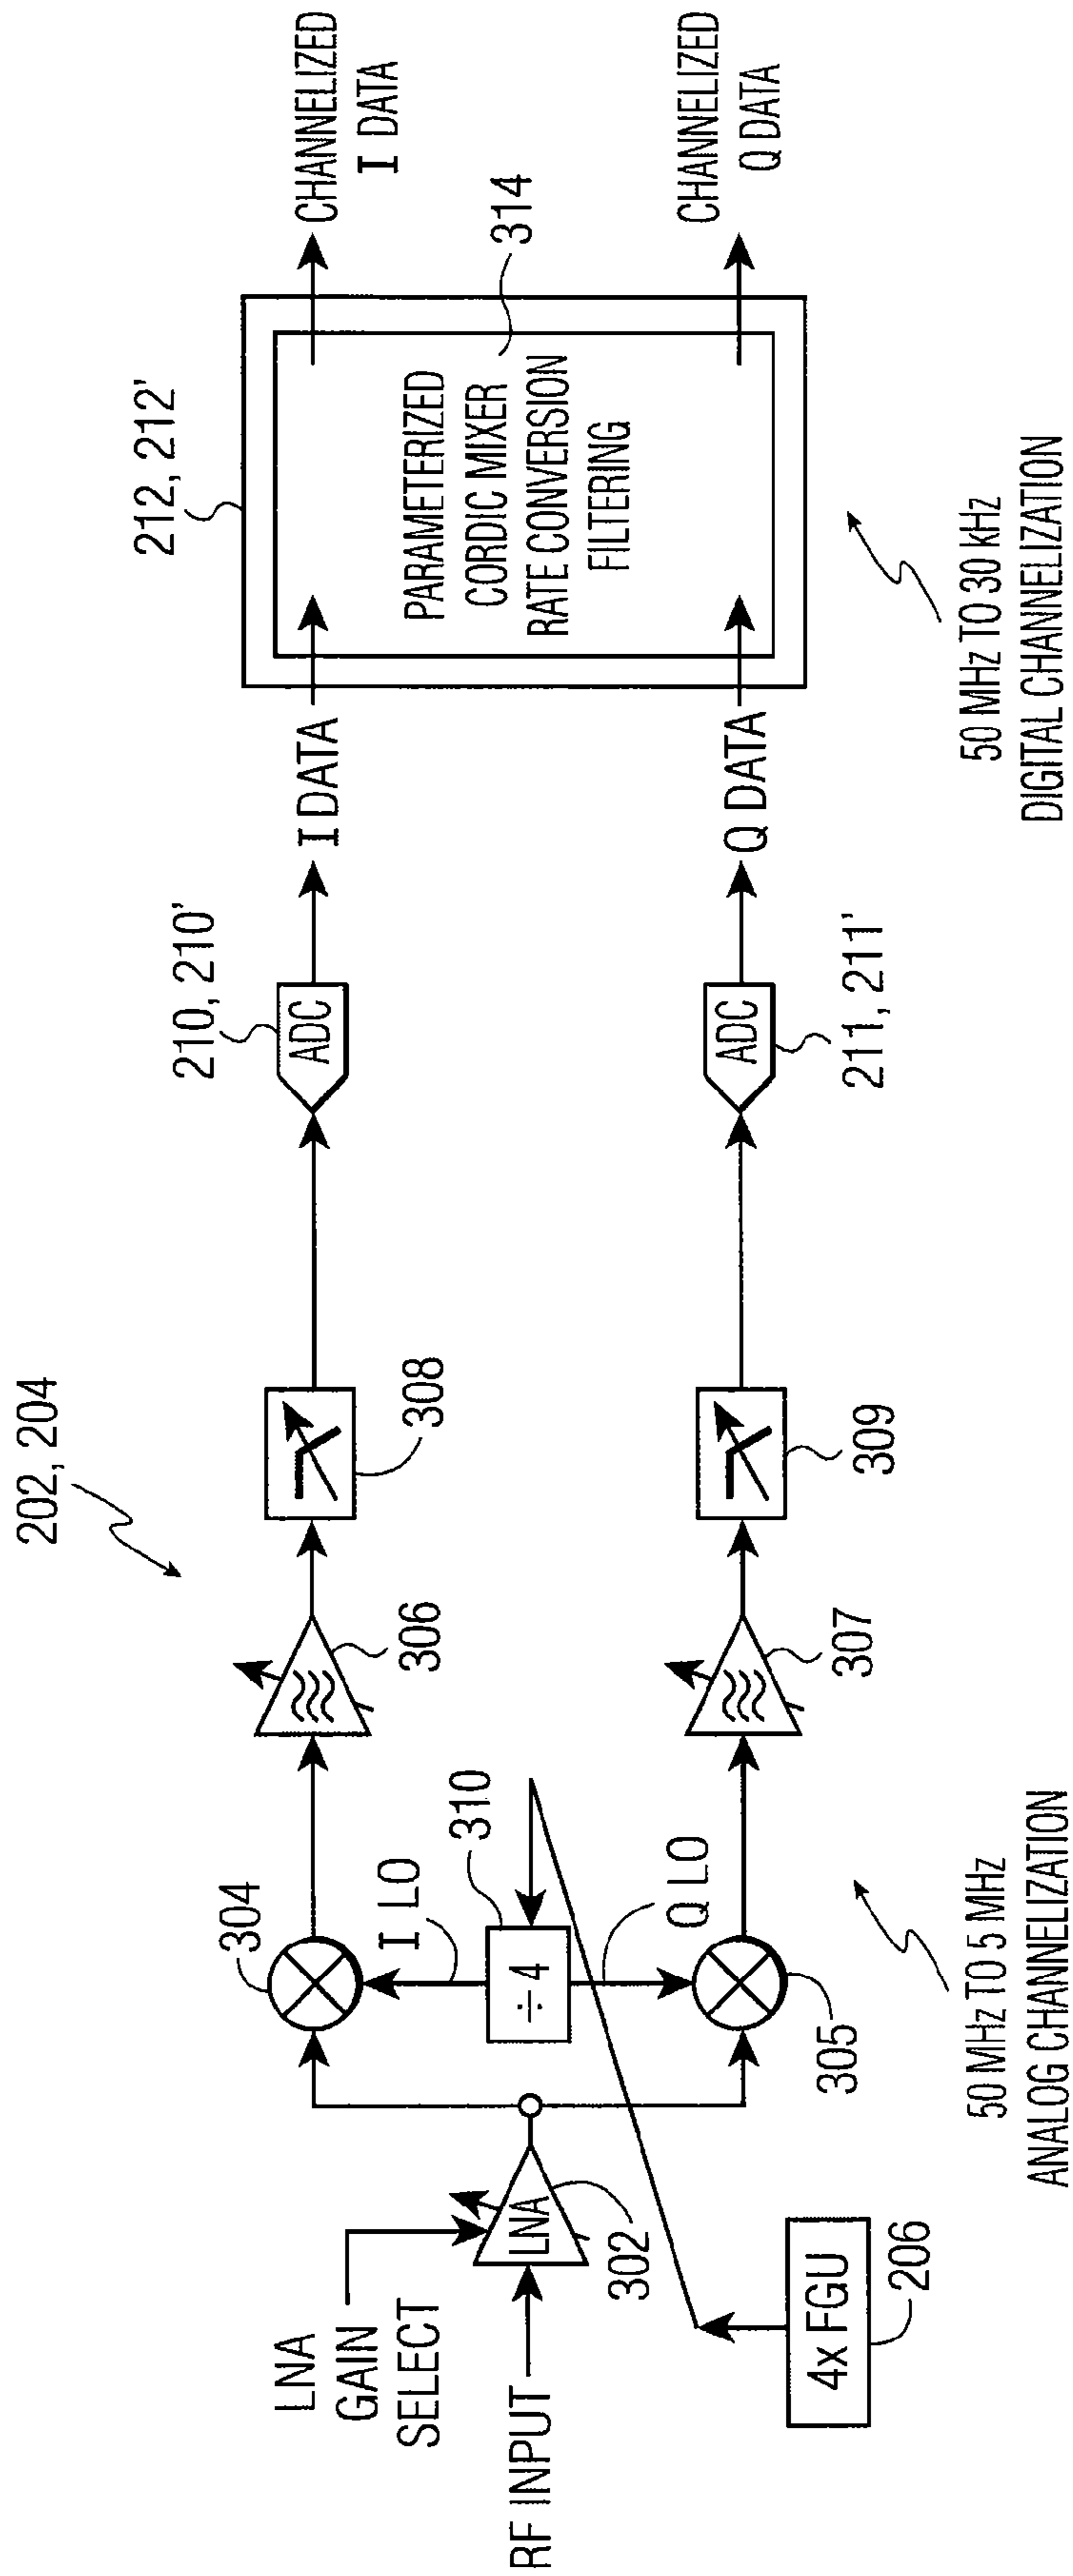 202, 204
212, 212'
210, 210'
304
I LO
310
306
308
ADC
I DATA
CHANNELIZED
I DATA
LNA
GAIN
SELECT
RF INPUT
LNA
302
÷ 4
PARAMETERIZED
CORDIC MIXER
RATE CONVERSION
FILTERING
314
4x FGU
206
Q LO
305
307
309
ADC
211, 211'
Q DATA
CHANNELIZED
Q DATA
50 MHz TO 5 MHz
ANALOG CHANNELIZATION
50 MHz TO 30 kHz
DIGITAL CHANNELIZATION